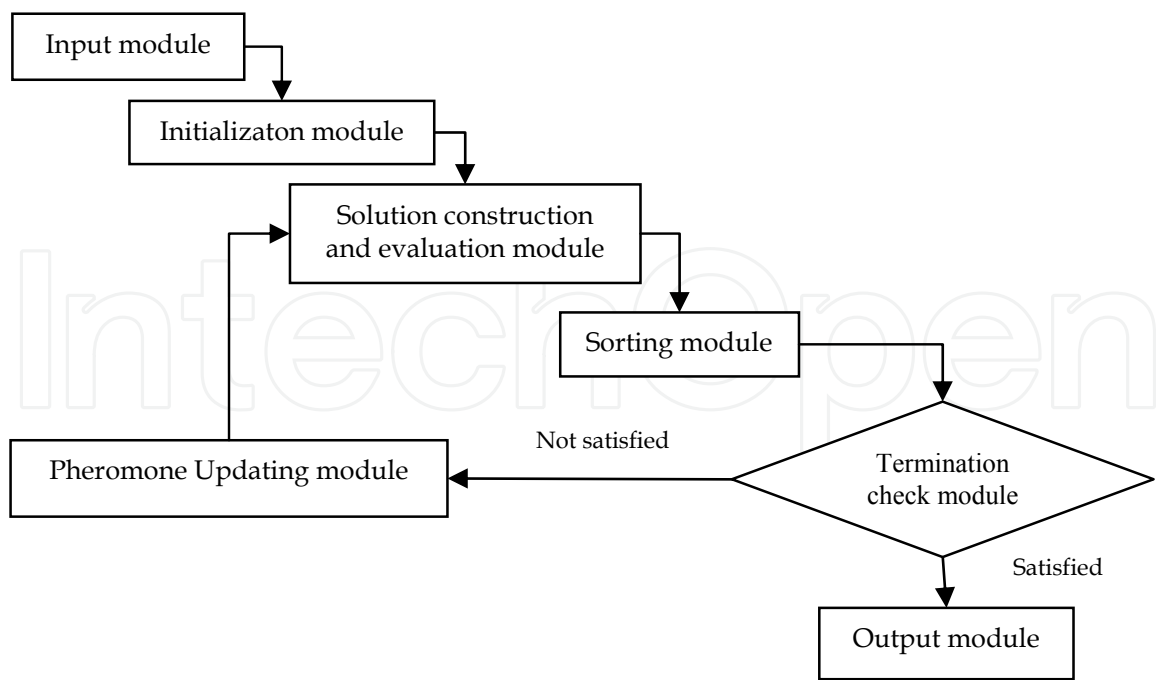 Input module
Initializaton module
Solution construction
and evaluation module
Sorting module
Not satisfied
Pheromone Updating module
Termination
check module
Satisfied
Output module
IntechOpen